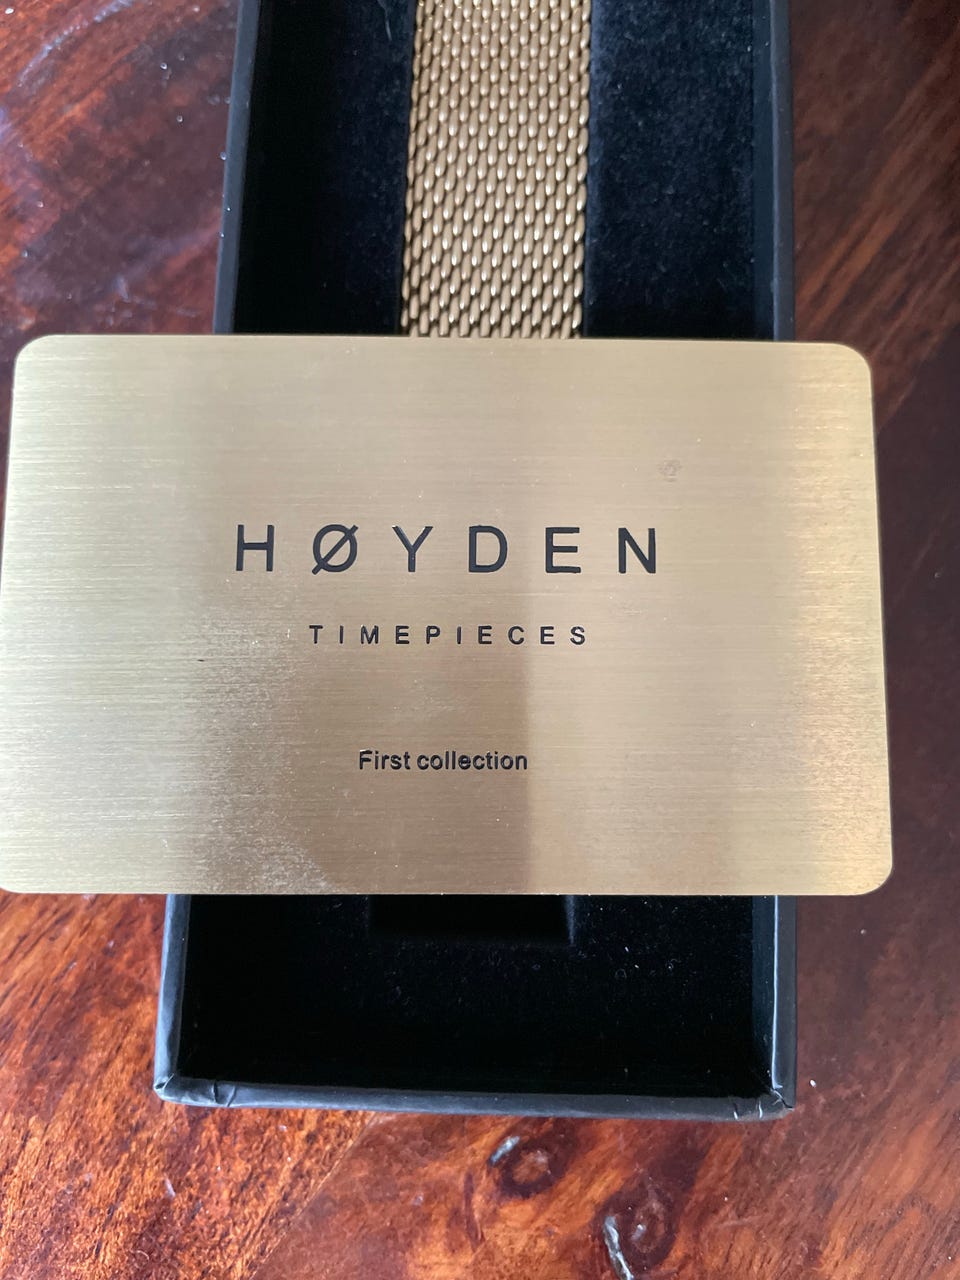 HØYDEN
TIMEPIECES
First collection